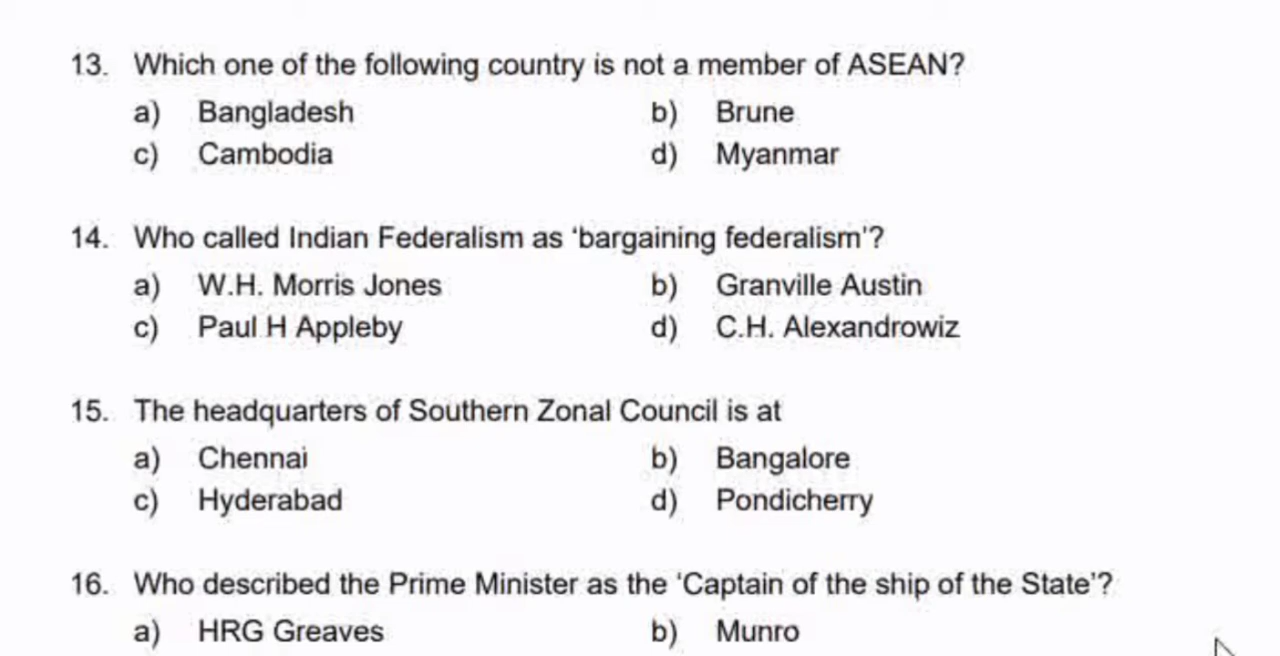 13. Which one of the following country is not a member of ASEAN?
a) Bangladesh b) Brune
c) Cambodia d) Myanmar
14. Who called Indian Federalism as ‘bargaining federalism’?
a) W.H. Morris Jones b) Granville Austin
c) Paul H Appleby d) C.H. Alexandrowiz
15. The headquarters of Southern Zonal Council is at
a) Chennai b) Bangalore
c) Hyderabad d) Pondicherry
16. Who described the Prime Minister as the ‘Captain of the ship of the State’?
a) HRG Greaves b) Munro